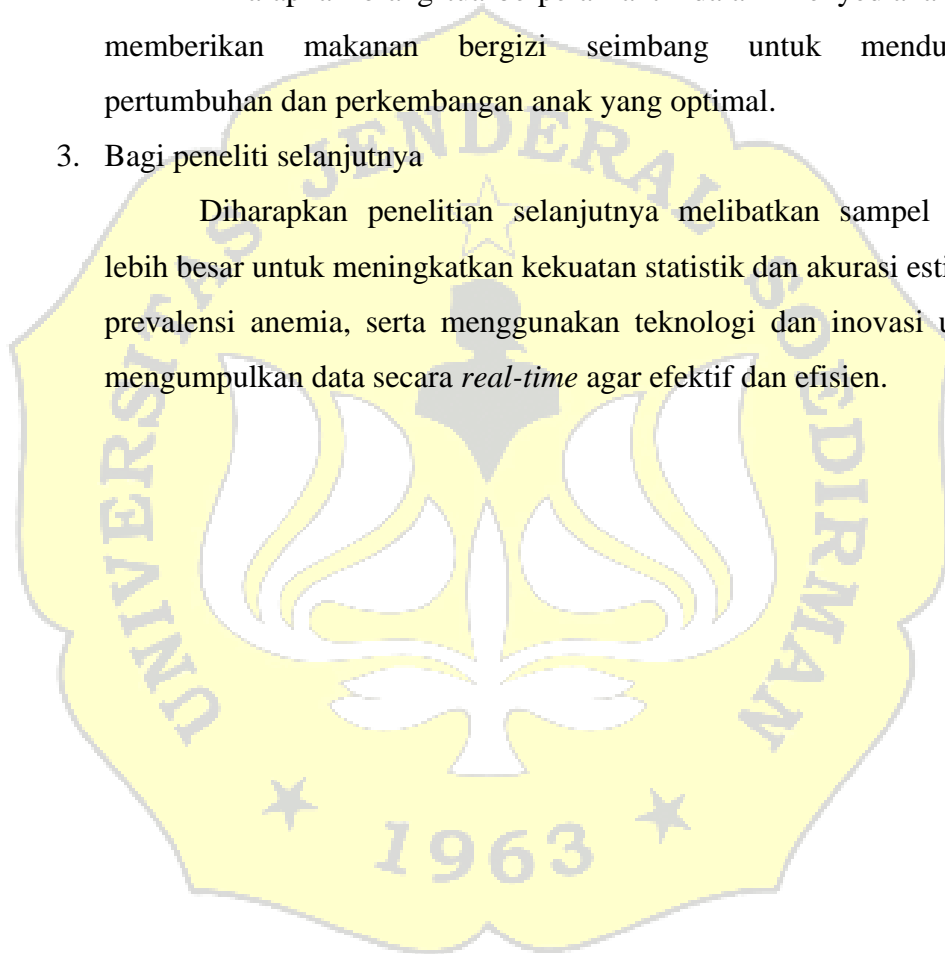 memberikan makanan bergizi seimbang untuk
pertumbuhan dan perkembangan anak yang optimal.
3. Bagi peneliti selanjutnya
Diharapkan penelitian selanjutnya melibatkan sampel
lebih besar untuk meningkatkan kekuatan statistik dan akurasi
prevalensi anemia, serta menggunakan teknologi dan inovasi
mengumpulkan data secara real-time agar efektif dan efisien.
UNIVERSITAS JENDERAL SOEDIRMAN
1963